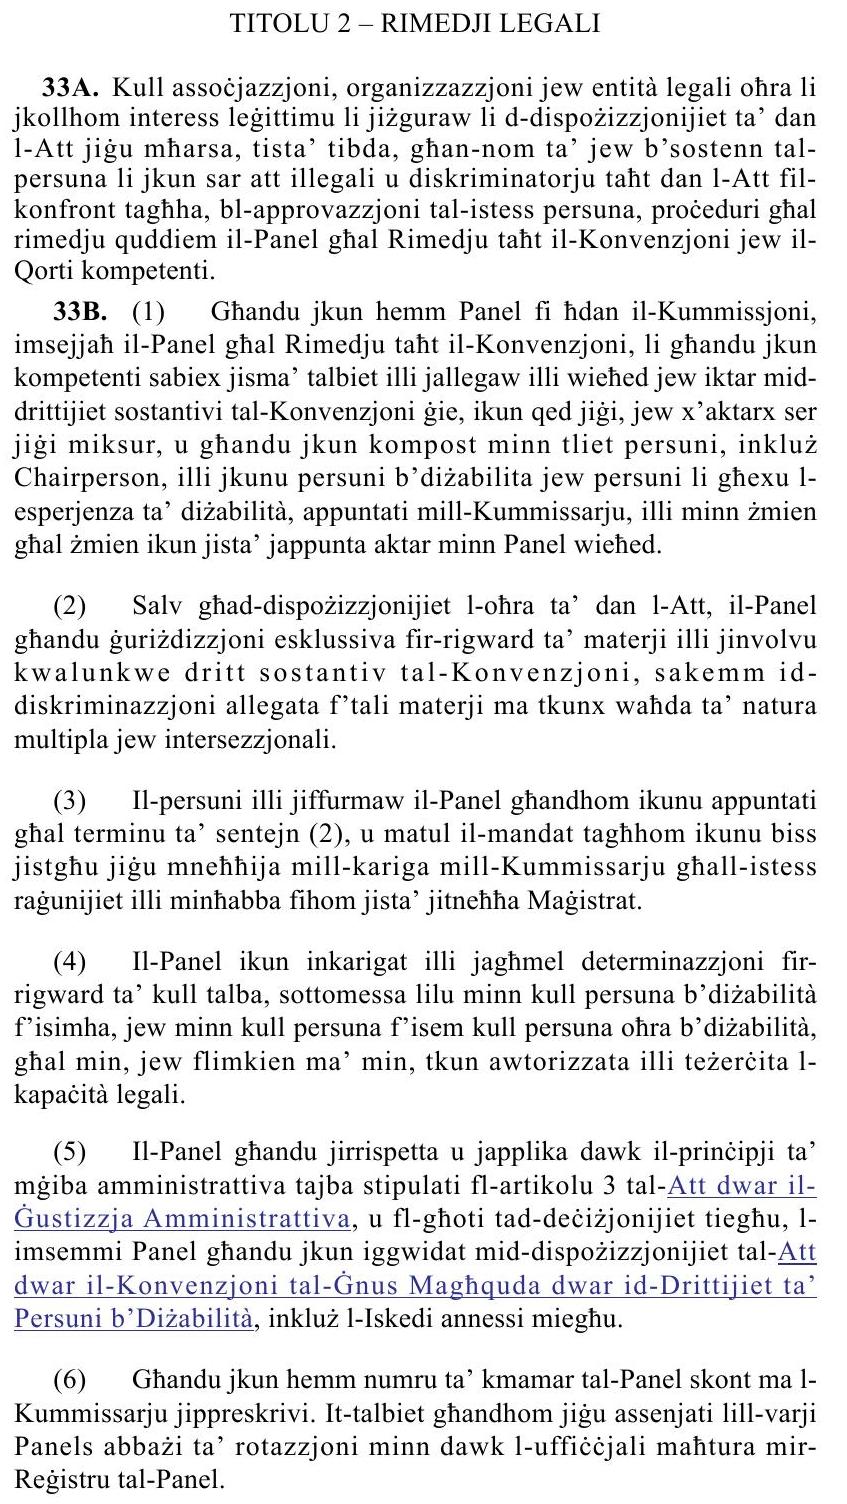 TITOLU 2 – RIMEDJI LEGALI
33A. Kull assoċjazzjoni, organizzazzjoni jew entità legali oħra li
jkollhom interess leġittimu li jiżguraw li d-dispożizzjonijiet ta’ dan
l-Att jiġu mħarsa, tista’ tibda, għan-nom ta’ jew b’sostenn tal-
persuna li jkun sar att illegali u diskriminatorju taħt dan l-Att fil-
konfront tagħha, bl-approvazzjoni tal-istess persuna, proċeduri għal
rimedju quddiem il-Panel għal Rimedju taħt il-Konvenzjoni jew il-
Qorti kompetenti.
33B. (1) Għandu jkun hemm Panel fi ħdan il-Kummissjoni,
imsejjaħ il-Panel għal Rimedju taħt il-Konvenzjoni, li għandu jkun
kompetenti sabiex jisma’ talbiet illi jallegaw illi wieħed jew iktar mid-
drittijiet sostantivi tal-Konvenzjoni ġie, ikun qed jiġi, jew x’aktarx ser
jiġi miksur, u għandu jkun kompost minn tliet persuni, inkluż
Chairperson, illi jkunu persuni b’diżabilita jew persuni li għexu l-
esperjenza ta’ diżabilità, appuntati mill-Kummissarju, illi minn żmien
għal żmien ikun jista’ jappunta aktar minn Panel wieħed.
(2) Salv għad-dispożizzjonijiet l-oħra ta’ dan l-Att, il-Panel
għandu ġuriżdizzjoni esklussiva fir-rigward ta’ materji illi jinvolvu
kwalunkwe dritt sostantiv tal-Konvenzjoni, sakemm id-
diskriminazzjoni allegata f’tali materji ma tkunx waħda ta’ natura
multipla jew intersezzjonali.
(3) Il-persuni illi jiffurmaw il-Panel għandhom ikunu appuntati
għal terminu ta’ sentejn (2), u matul il-mandat tagħhom ikunu biss
jistgħu jiġu mneħħija mill-kariga mill-Kummissarju għall-istess
raġunijiet illi minħabba fihom jista’ jitneħħa Maġistrat.
(4) Il-Panel ikun inkarigat illi jagħmel determinazzjoni fir-
rigward ta’ kull talba, sottomessa lilu minn kull persuna b’diżabilità
f’isimha, jew minn kull persuna f’isem kull persuna oħra b’diżabilità,
għal min, jew flimkien ma’ min, tkun awtorizzata illi teżerċita l-
kapaċità legali.
(5) Il-Panel għandu jirrispetta u japplika dawk il-prinċipji ta’
mġiba amministrattiva tajba stipulati fl-artikolu 3 tal-Att dwar il-
Ġustizzja Amministrattiva, u fl-għoti tad-deċiżjonijiet tiegħu, l-
imsemmi Panel għandu jkun iggwidat mid-dispożizzjonijiet tal-Att
dwar il-Konvenzjoni tal-Ġnus Magħquda dwar id-Drittijiet ta’
Persuni b’Diżabilità, inkluż l-Iskedi annessi miegħu.
(6) Għandu jkun hemm numru ta’ kmamar tal-Panel skont ma l-
Kummissarju jippreskrivi. It-talbiet għandhom jiġu assenjati lill-varji
Panels abbażi ta’ rotazzjoni minn dawk l-uffiċċjali maħtura mir-
Reġistru tal-Panel.